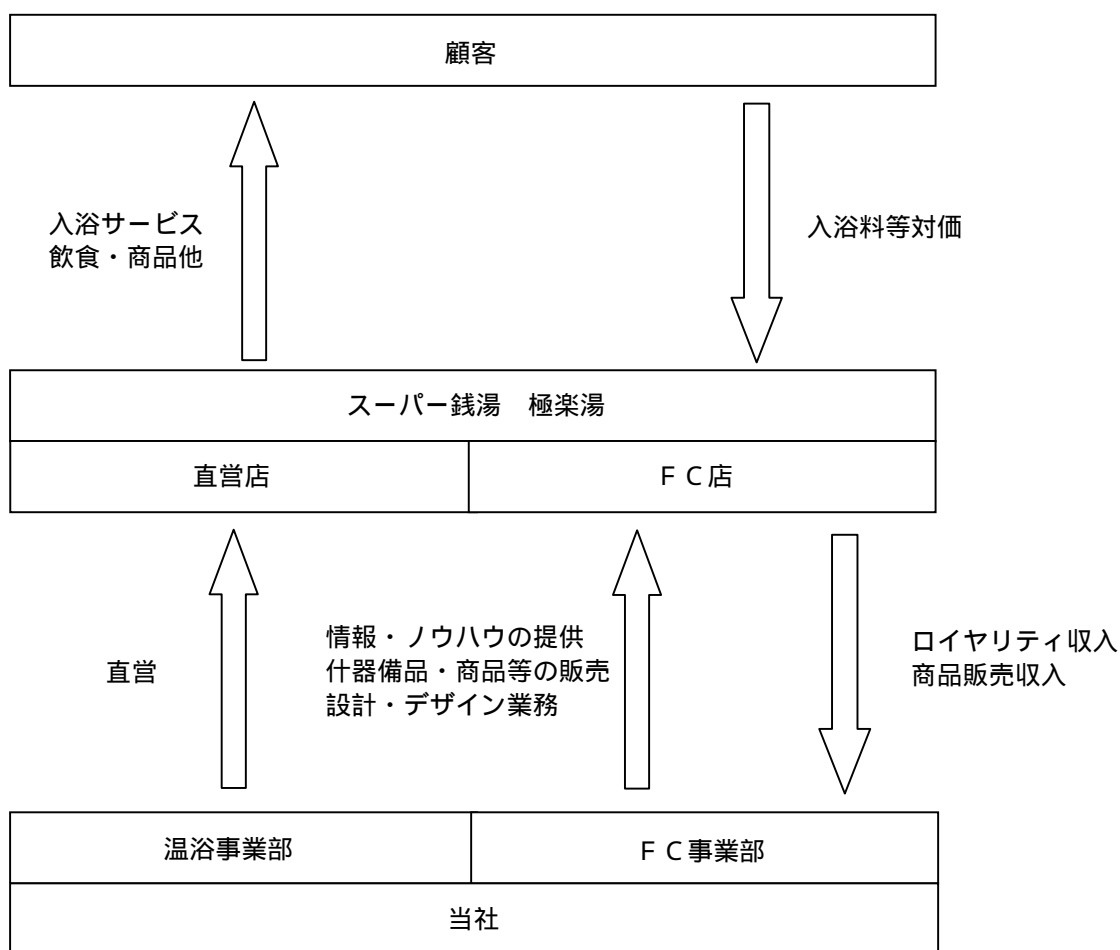 顧客
入浴サービス
飲食・商品他
入浴料等対価
スーパー銭湯　極楽湯
直営店
ＦＣ店
直営
情報・ノウハウの提供
什器備品・商品等の販売
設計・デザイン業務
ロイヤリティ収入
商品販売収入
温浴事業部
ＦＣ事業部
当社